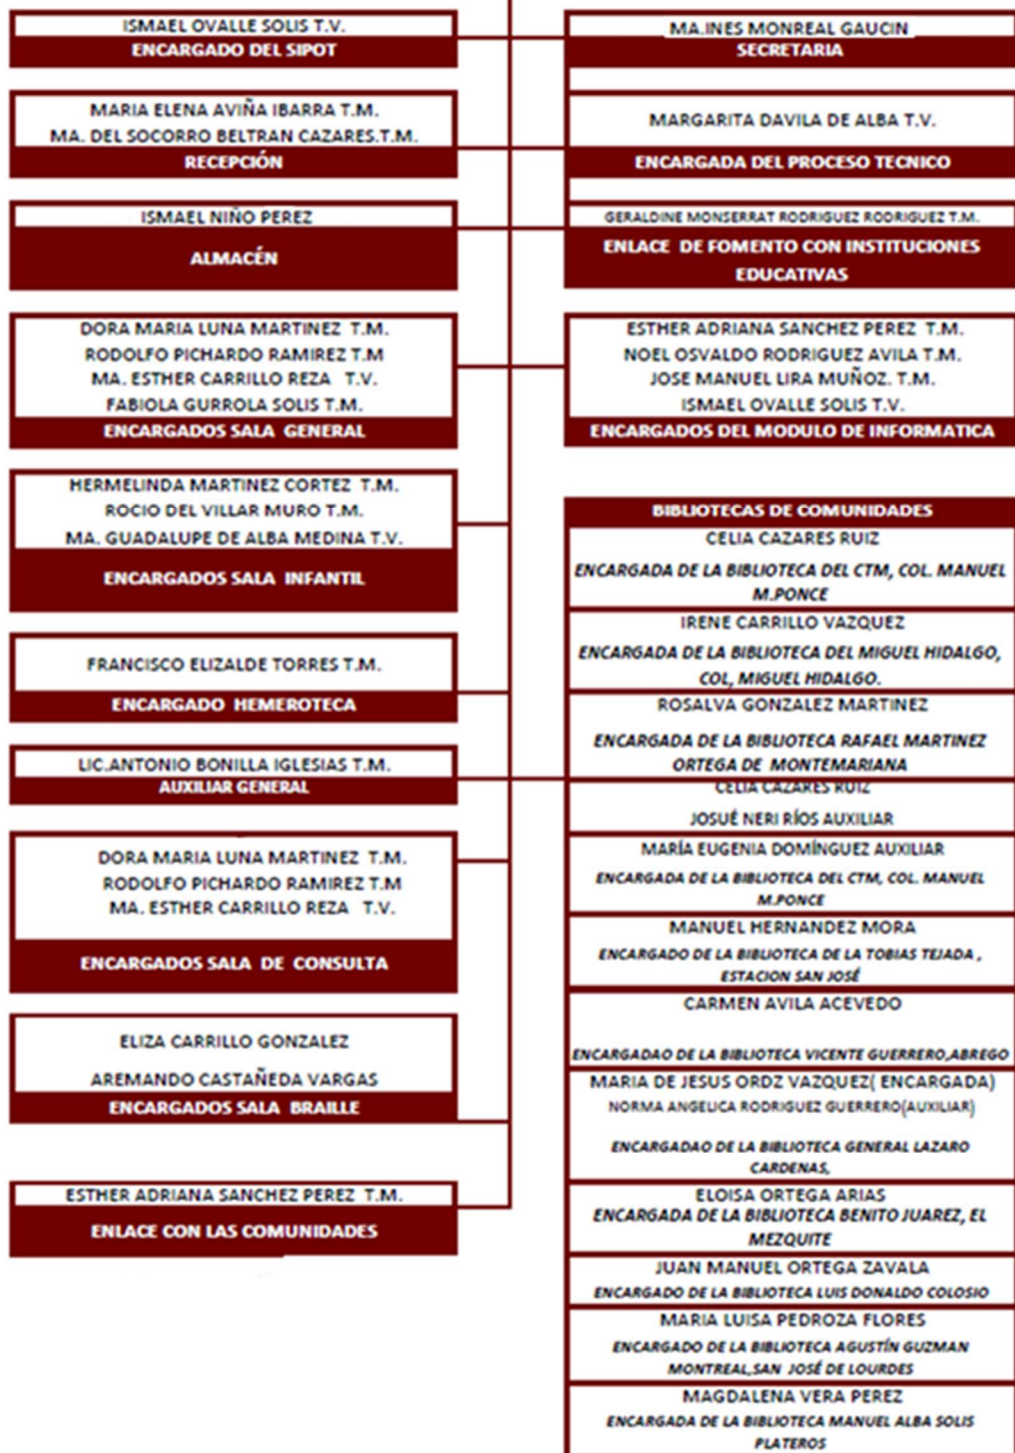 ISMAEL OVALLE SOLIS T.V.
ENCARGADO DEL SIPOT
MARIA ELENA AVIÑA IBARRA T.M.
MA. DEL SOCORRO BELTRAN CAZARES.T.M.
RECEPCIÓN
ISMAEL NIÑO PEREZ
ALMACÉN
DORA MARIA LUNA MARTINEZ T.M.
RODOLFO PICHARDO RAMIREZ T.M
MA. ESTHER CARRILLO REZA T.V.
FABIOLA GURROLA SOLIS T.M.
ENCARGADOS SALA GENERAL
HERMELINDA MARTINEZ CORTEZ T.M.
ROCIO DEL VILLAR MURO T.M.
MA. GUADALUPE DE ALBA MEDINA T.V.
ENCARGADOS SALA INFANTIL
FRANCISCO ELIZALDE TORRES T.M.
ENCARGADO HEMEROTECA
LIC.ANTONIO BONILLA IGLESIAS T.M.
AUXILIAR GENERAL
DORA MARIA LUNA MARTINEZ T.M.
RODOLFO PICHARDO RAMIREZ T.M
MA. ESTHER CARRILLO REZA T.V.
ENCARGADOS SALA DE CONSULTA
ELIZA CARRILLO GONZALEZ
AREMANDO CASTAÑEDA VARGAS
ENCARGADOS SALA BRAILLE
ESTHER ADRIANA SANCHEZ PEREZ T.M.
ENLACE CON LAS COMUNIDADES
MA.INES MONREAL GAUCIN
SECRETARIA
MARGARITA DAVILA DE ALBA T.V.
ENCARGADA DEL PROCESO TECNICO
GERALDINE MONSERRAT RODRIGUEZ RODRIGUEZ T.M.
ENLACE DE FOMENTO CON INSTITUCIONES
EDUCATIVAS
ESTHER ADRIANA SANCHEZ PEREZ T.M.
NOEL OSVALDO RODRIGUEZ AVILA T.M.
JOSE MANUEL LIRA MUÑOZ. T.M.
ISMAEL OVALLE SOLIS T.V.
ENCARGADOS DEL MODULO DE INFORMATICA
BIBLIOTECAS DE COMUNIDADES
CELIA CAZARES RUIZ
ENCARGADA DE LA BIBLIOTECA DEL CTM, COL. MANUEL
M.PONCE
IRENE CARRILLO VAZQUEZ
ENCARGADA DE LA BIBLIOTECA DEL MIGUEL HIDALGO,
COL, MIGUEL HIDALGO.
ROSALVA GONZALEZ MARTINEZ
ENCARGADA DE LA BIBLIOTECA RAFAEL MARTINEZ
ORTEGA DE MONTEMARIANA
CELIA CAZARES RUIZ
JOSUÉ NERI RÍOS AUXILIAR
MARÍA EUGENIA DOMÍNGUEZ AUXILIAR
ENCARGADA DE LA BIBLIOTECA DEL CTM, COL. MANUEL
M.PONCE
MANUEL HERNANDEZ MORA
ENCARGADO DE LA BIBLIOTECA DE LA TOBIAS TEJADA ,
ESTACION SAN JOSÉ
CARMEN AVILA ACEVEDO
ENCARGADAO DE LA BIBLIOTECA VICENTE GUERRERO,ABREGO
MARIA DE JESUS ORDZ VAZQUEZ( ENCARGADA)
NORMA ANGELICA RODRIGUEZ GUERRERO(AUXILIAR)
ENCARGADAO DE LA BIBLIOTECA GENERAL LAZARO
CARDENAS,
ELOISA ORTEGA ARIAS
ENCARGADA DE LA BIBLIOTECA BENITO JUAREZ, EL
MEZQUITE
JUAN MANUEL ORTEGA ZAVALA
ENCARGADO DE LA BIBLIOTECA LUIS DONALDO COLOSIO
MARIA LUISA PEDROZA FLORES
ENCARGADO DE LA BIBLIOTECA AGUSTÍN GUZMAN
MONTREAL,SAN JOSÉ DE LOURDES
MAGDALENA VERA PEREZ
ENCARGADA DE LA BIBLIOTECA MANUEL ALBA SOLIS
PLATEROS